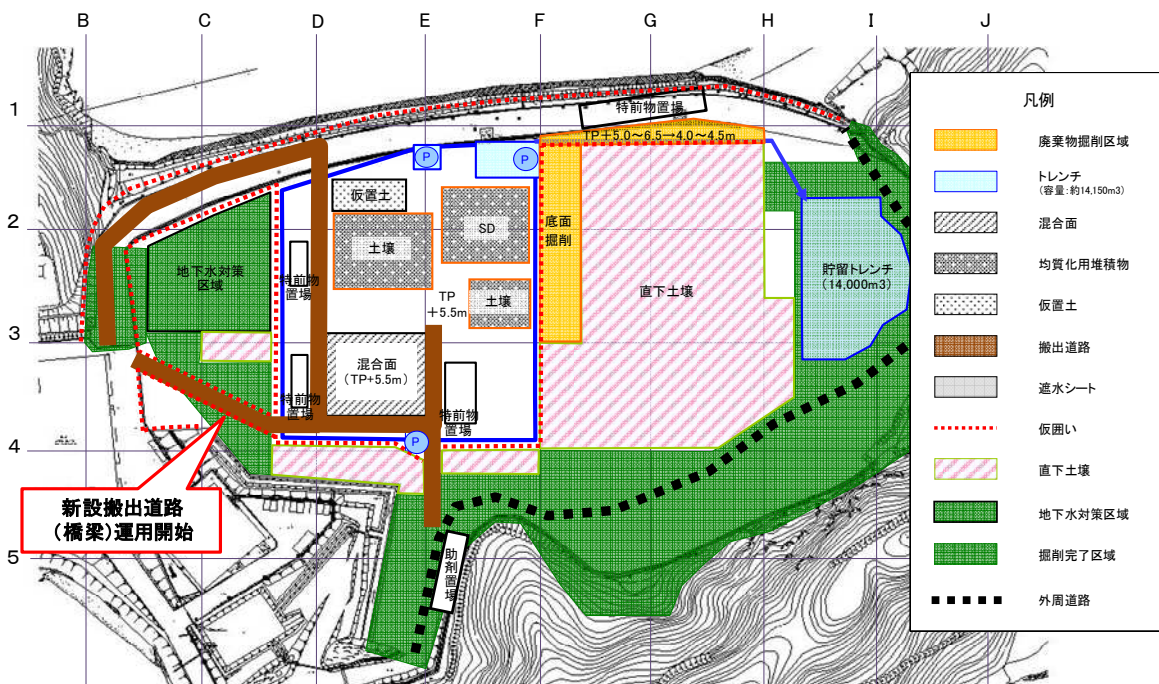 B C D E F G H I J
1
2
3
4
5
特前物置場
TP+5.0～6.5→4.0～4.5m
P
P
仮置土
SD
土壌
底面
掘削
地下水対策
区域
特前物
置場
TP
+5.5m
土壌
直下土壌
貯留トレンチ
(14,000m3)
混合面
(TP+5.5m)
特前物
置場
特前物
置場
P
新設搬出道路
(橋梁)運用開始
助剤置場
凡例
廃棄物掘削区域
トレンチ
(容量:約14,150m3)
混合面
均質化用堆積物
仮置土
搬出道路
遮水シート
仮囲い
直下土壌
地下水対策区域
掘削完了区域
外周道路